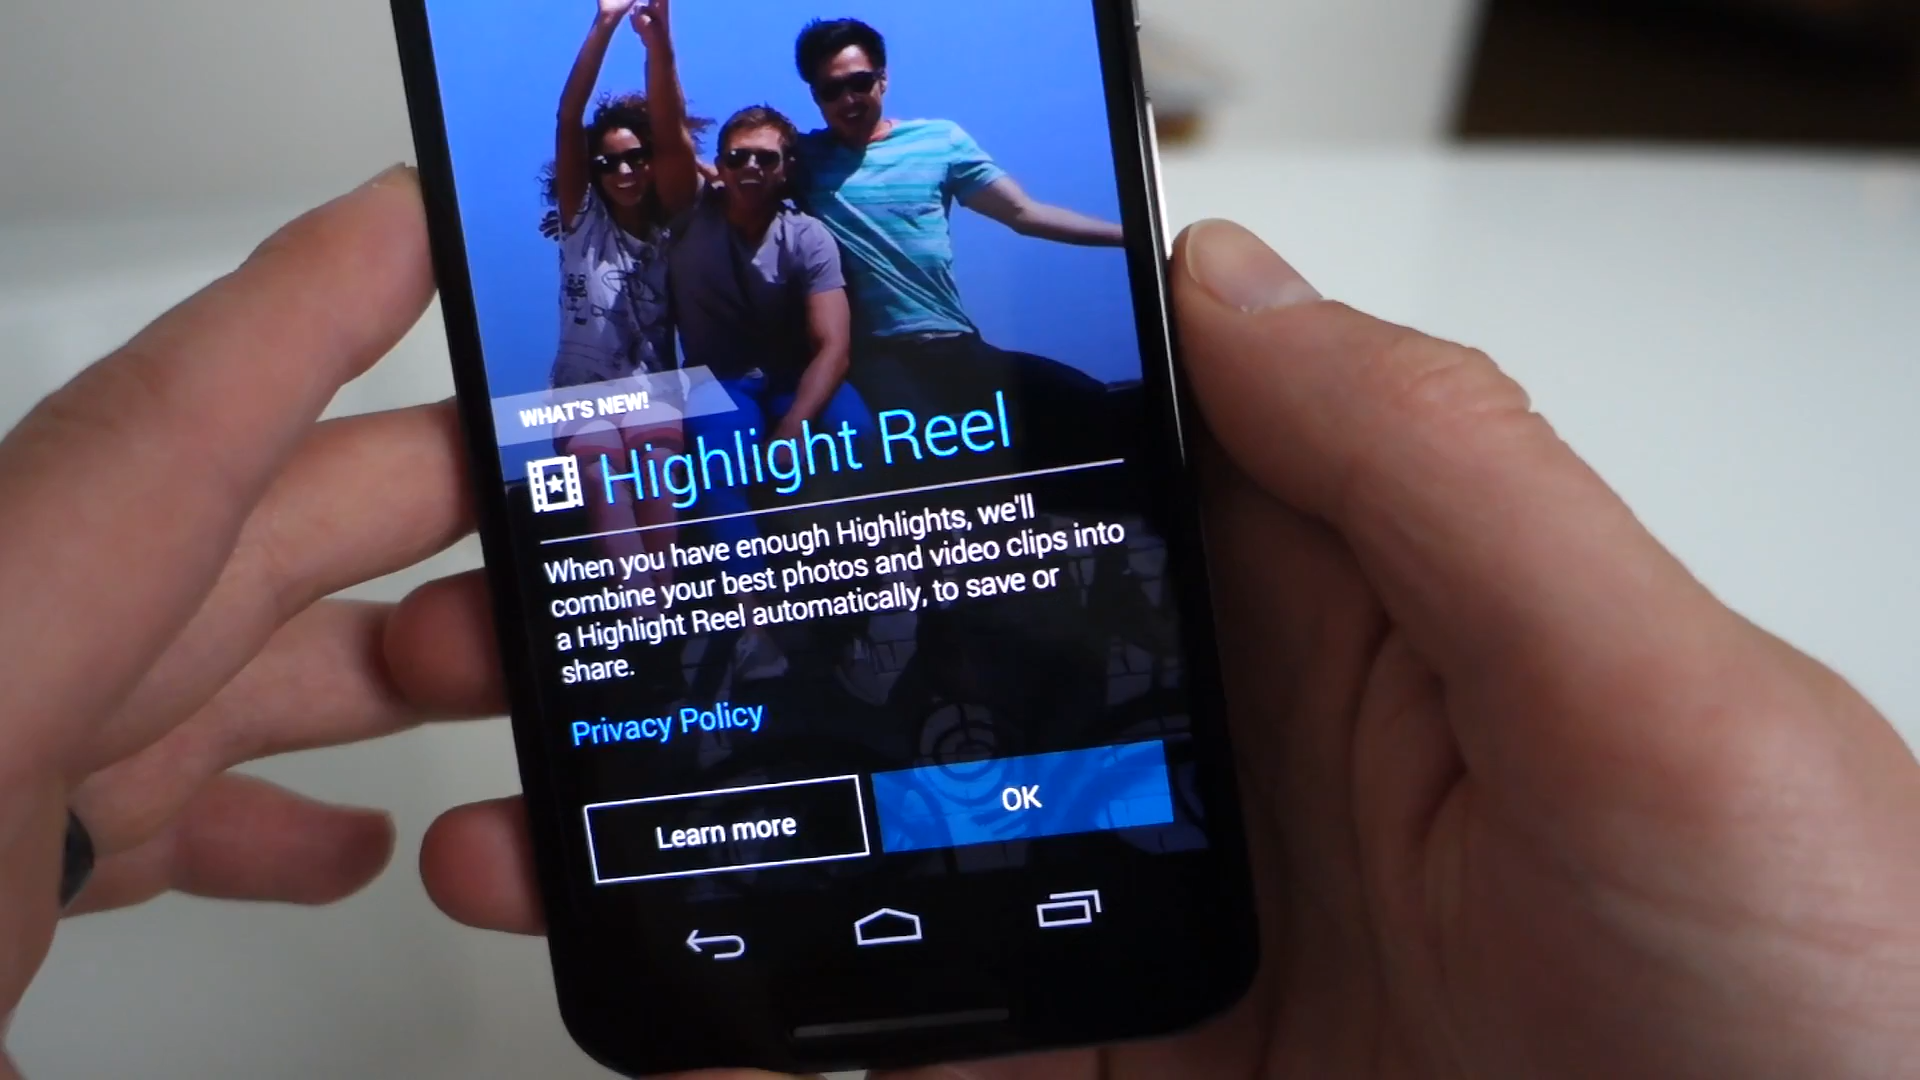 WHAT'S NEW!
Highlight Reel
When you have enough Highlights, we'll
combine your best photos and video clips into
a Highlight Reel automatically, to save or
share.
Privacy Policy
Learn more
OK